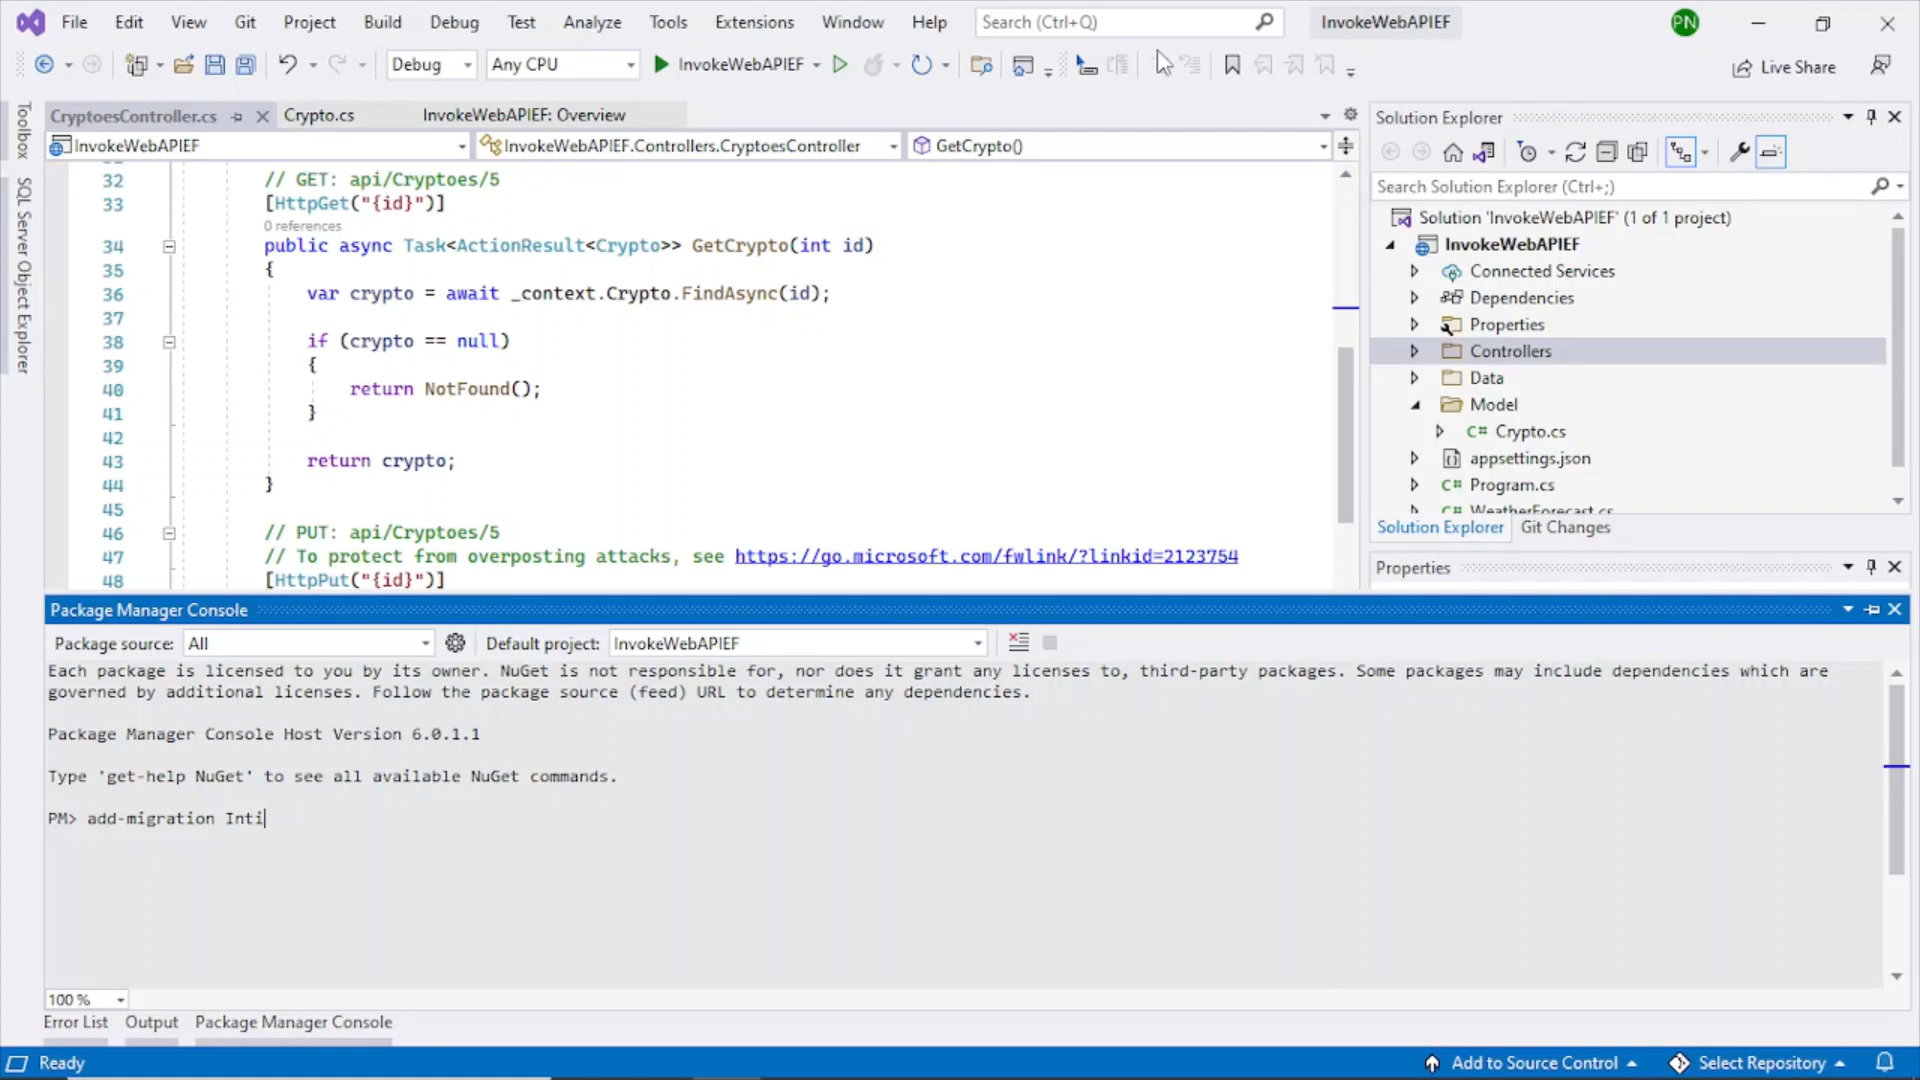 File Edit View Git Project Build Debug Test Analyze Tools Extensions Window Help Search (Ctrl+Q) InvokeWebAPIEF PN
Debug Any CPU InvokeWebAPIEF Live Share
Toolbox
SQL Server Object Explorer
CryptoesController.cs Crypto.cs InvokeWebAPIEF: Overview
InvokeWebAPIEF InvokeWebAPIEF.Controllers.CryptoesController GetCrypto()
32 // GET: api/Cryptoes/5
33 [HttpGet("{id}")]
0 references
34 public async Task<ActionResult<Crypto>> GetCrypto(int id)
35 {
36 var crypto = await _context.Crypto.FindAsync(id);
37
38 if (crypto == null)
39 {
40 return NotFound();
41 }
42
43 return crypto;
44 }
45
46 // PUT: api/Cryptoes/5
47 // To protect from overposting attacks, see https://go.microsoft.com/fwlink/?linkid=2123754
48 [HttpPut("{id}")]
Solution Explorer
Search Solution Explorer (Ctrl+;)
Solution 'InvokeWebAPIEF' (1 of 1 project)
InvokeWebAPIEF
Connected Services
Dependencies
Properties
Controllers
Data
Model
C# Crypto.cs
appsettings.json
C# Program.cs
C# WeatherForecast.cs
Solution Explorer Git Changes
Properties
Package Manager Console
Package source: All Default project: InvokeWebAPIEF
Each package is licensed to you by its owner. NuGet is not responsible for, nor does it grant any licenses to, third-party packages. Some packages may include dependencies which are
governed by additional licenses. Follow the package source (feed) URL to determine any dependencies.
Package Manager Console Host Version 6.0.1.1
Type 'get-help NuGet' to see all available NuGet commands.
PM> add-migration Inti
100 %
Error List Output Package Manager Console
Ready Add to Source Control Select Repository